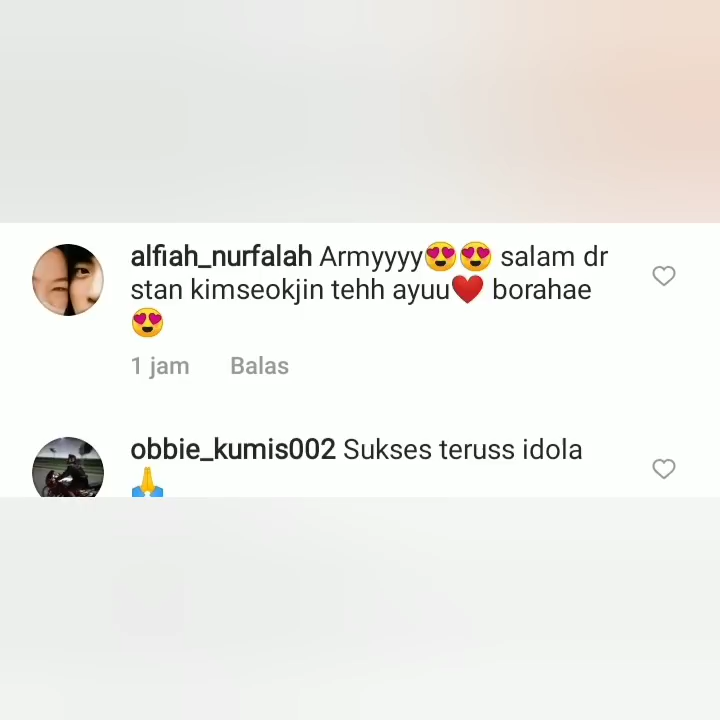 alfiah_nurfalah Armyyyy😍😍 salam dr
stan kimseokjin tehh ayuu❤️ borahae
😍
1 jam Balas
obbie_kumis002 Sukses teruss idola
🙏